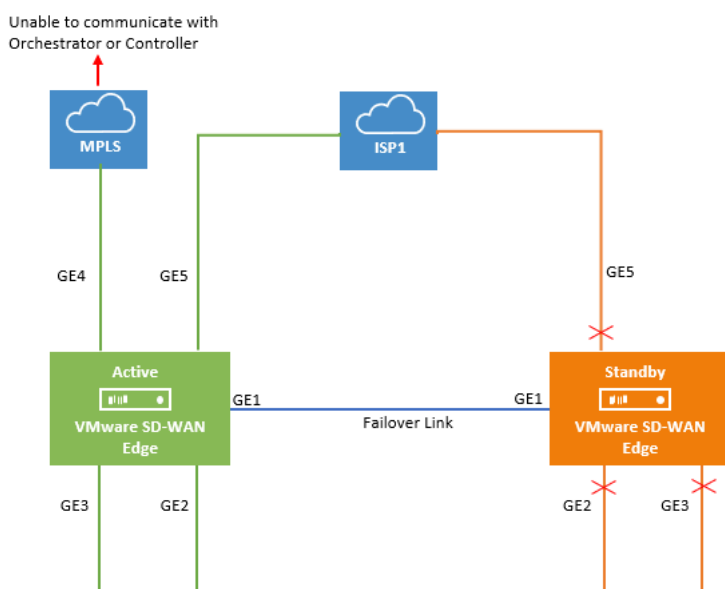 Unable to communicate with
Orchestrator or Controller
MPLS
ISP1
GE4
GE5
GE5
Active
VMware SD-WAN
Edge
GE1
Failover Link
GE1
Standby
VMware SD-WAN
Edge
GE3
GE2
GE2
GE3